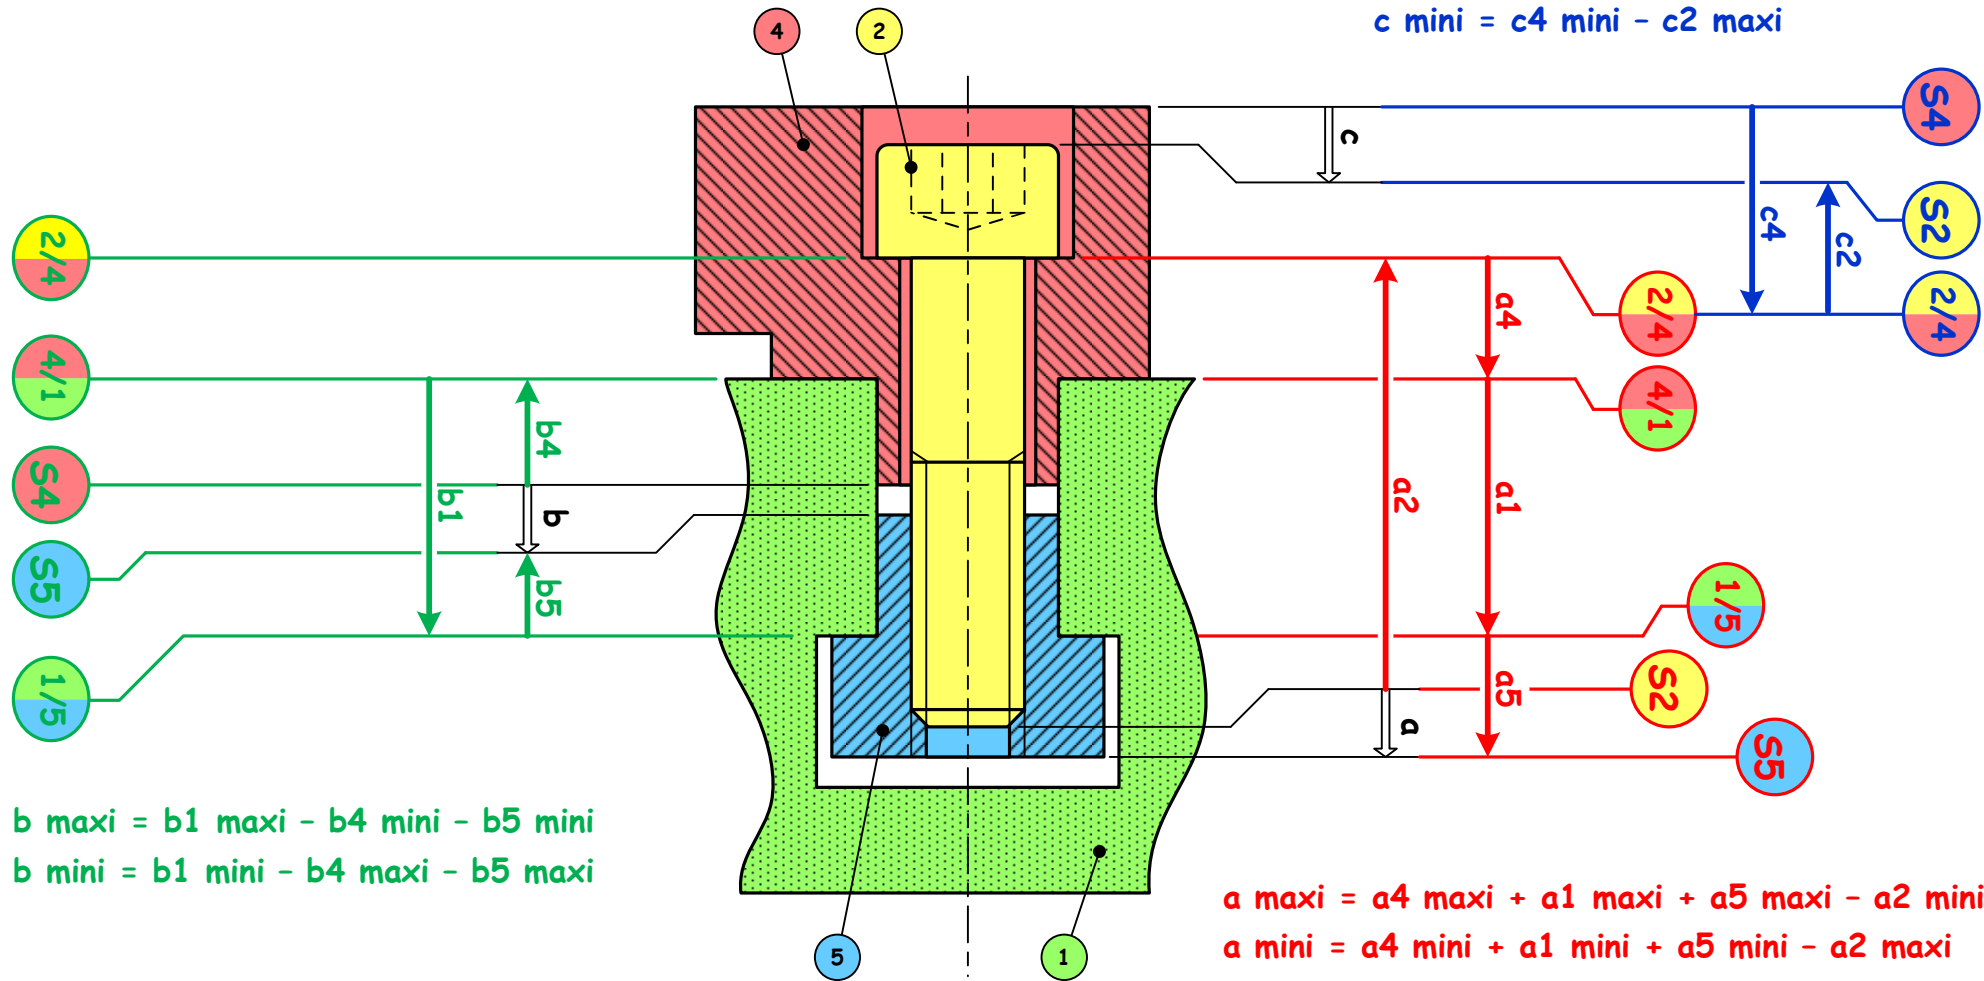 c mini = c4 mini - c2 maxi
4
2
S4
c
S2
c4
c2
2/4
2/4
a4
2/4
4/1
4/1
b4
S4
b1
b
a2
a1
S5
b5
1/5
1/5
a5
S2
a
S5
b maxi = b1 maxi - b4 mini - b5 mini
b mini = b1 mini - b4 maxi - b5 maxi
a maxi = a4 maxi + a1 maxi + a5 maxi - a2 mini
a mini = a4 mini + a1 mini + a5 mini - a2 maxi
5
1